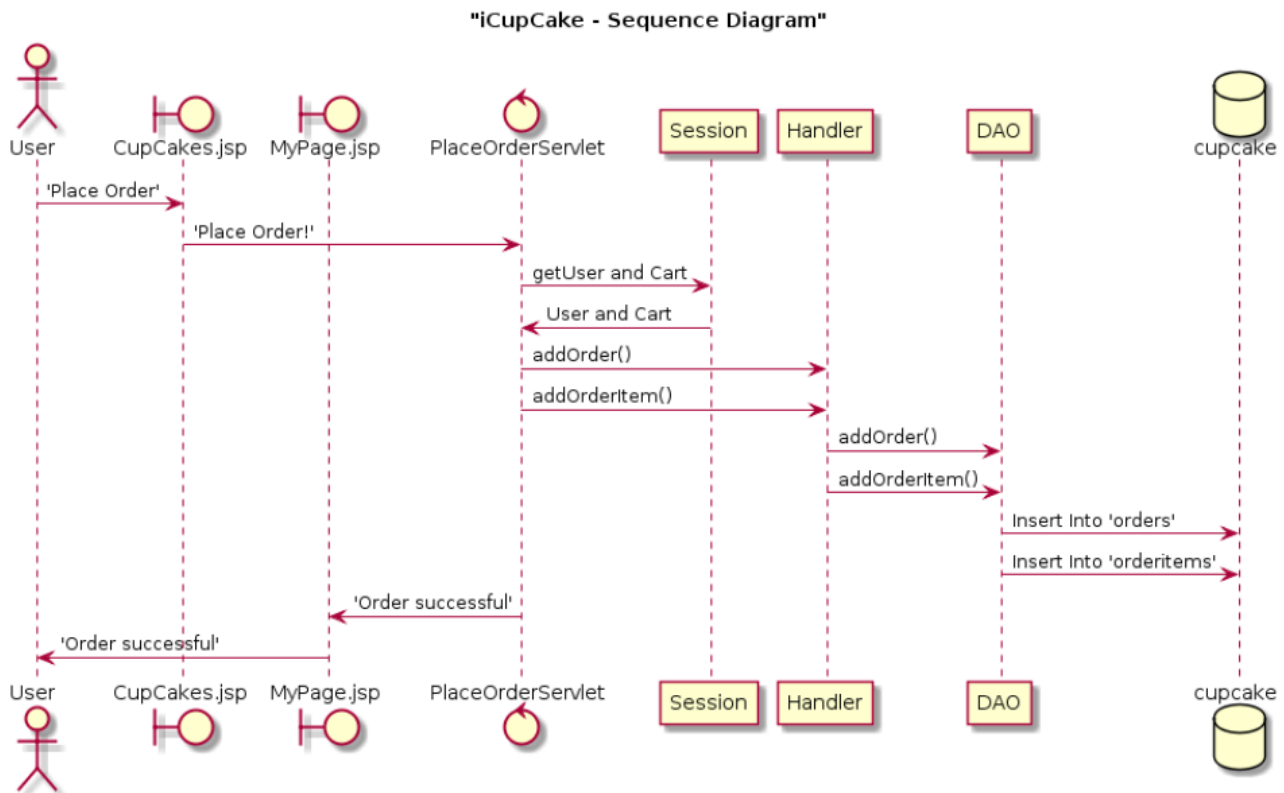 "iCupCake - Sequence Diagram"
User CupCakes.jsp MyPage.jsp PlaceOrderServlet Session Handler DAO cupcake
'Place Order'
'Place Order!'
getUser and Cart
User and Cart
addOrder()
addOrderItem()
addOrder()
addOrderItem()
Insert Into 'orders'
Insert Into 'orderitems'
'Order successful'
'Order successful'
User CupCakes.jsp MyPage.jsp PlaceOrderServlet Session Handler DAO cupcake